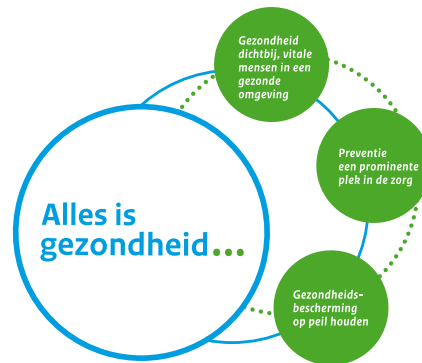 Gezondheid
dichtbij, vitale
mensen in een
gezonde
omgeving
Preventie
een prominente
plek in de zorg
Alles is
gezondheid...
Gezondheids-
bescherming
op peil houden